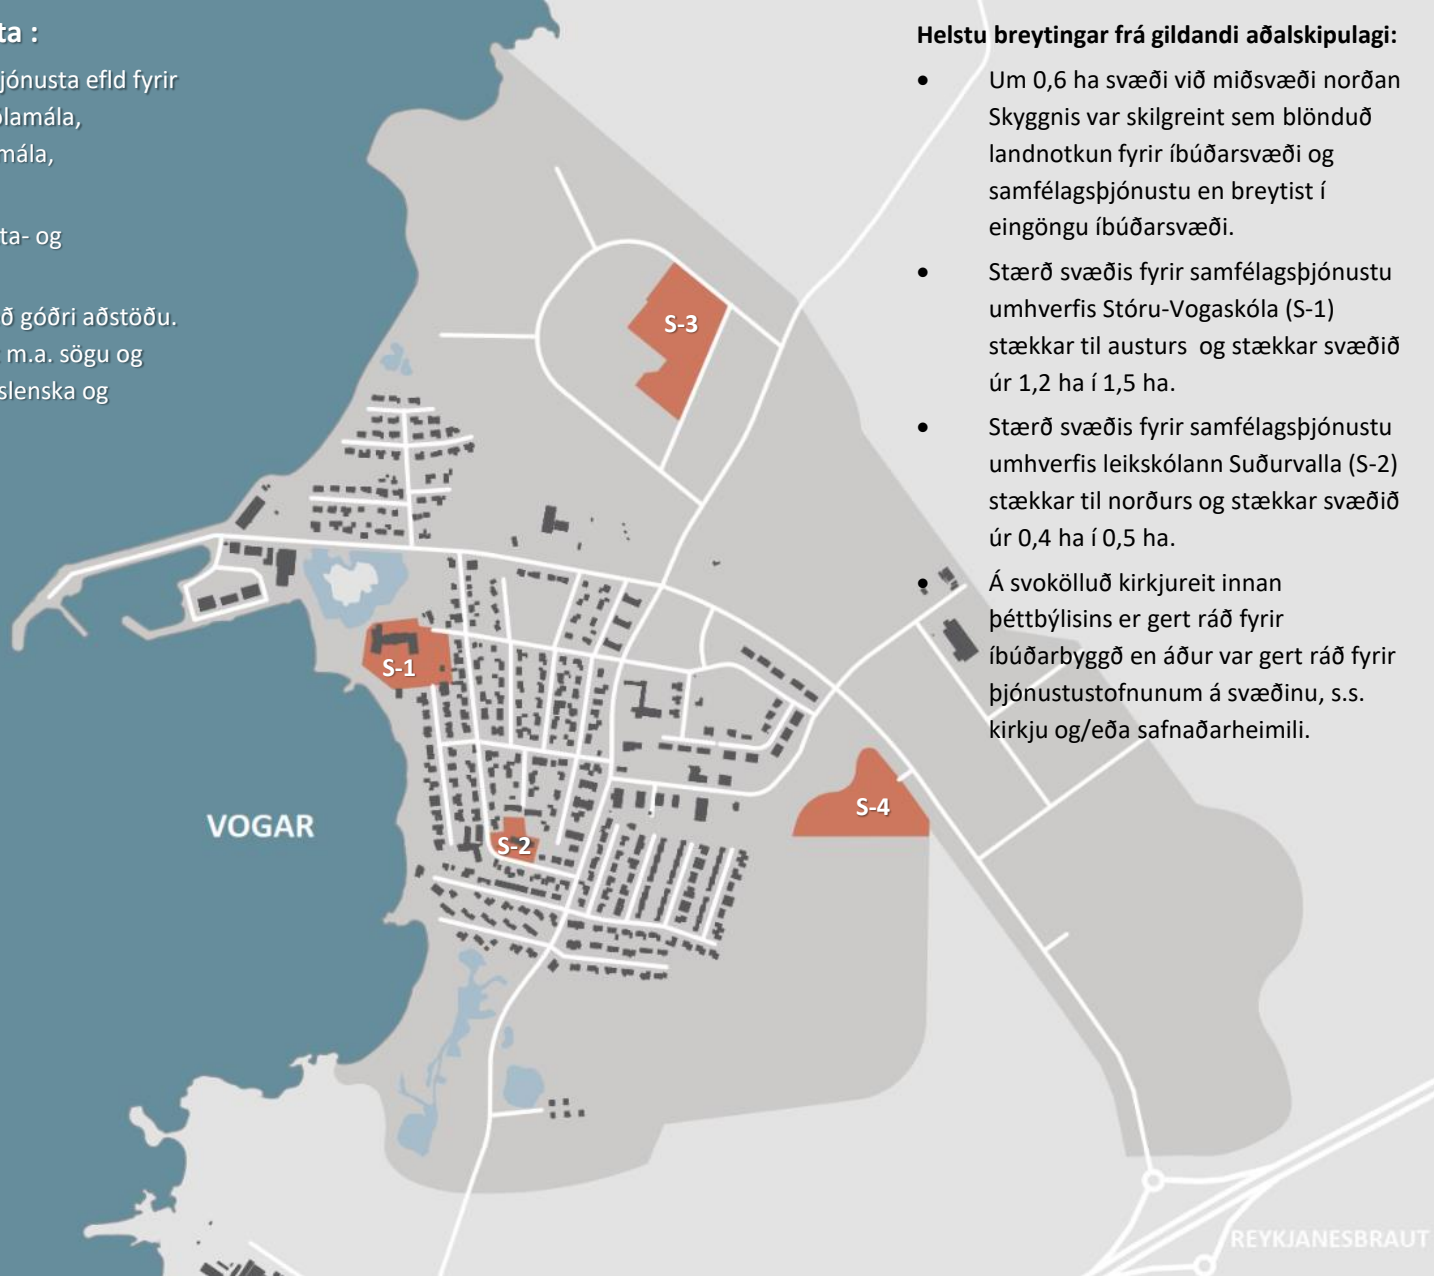 ta :
jónusta efld fyrir
mála,
ta- og
ð góðri aðstöðu.
m.a. sögu og
slenska og
Helstu breytingar frá gildandi aðalskipulagi:
• Um 0,6 ha svæði við miðsvæði norðan
Skyggnis var skilgreint sem blönduð
landnotkun fyrir íbúðarsvæði og
samfélagsþjónustu en breytist í
eingöngu íbúðarsvæði.
• Stærð svæðis fyrir samfélagsþjónustu
umhverfis Stóru-Vogaskóla (S-1)
stækkar til austurs og stækkar svæðið
úr 1,2 ha í 1,5 ha.
• Stærð svæðis fyrir samfélagsþjónustu
umhverfis leikskólann Suðurvalla (S-2)
stækkar til norðurs og stækkar svæðið
úr 0,4 ha í 0,5 ha.
• Á svokölluð kirkjureit innan
þéttbýlisins er gert ráð fyrir
íbúðarbyggð en áður var gert ráð fyrir
þjónustustofnunum á svæðinu, s.s.
kirkju og/eða safnaðarheimili.
S-3
S-1
S-4
VOGAR
S-2
REYKJANESBRAUT